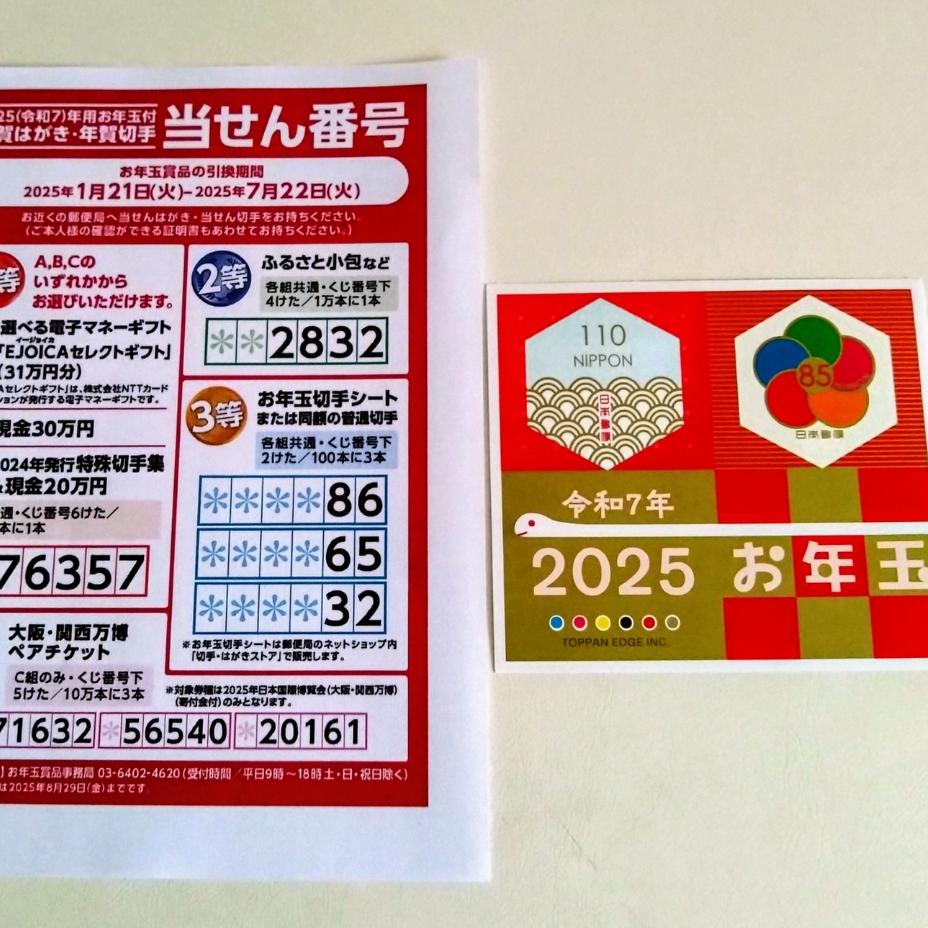 25(令和7)年用お年玉付
賀はがき・年賀切手
当せん番号
お年玉賞品の引換期間
2025年1月21日(火)−2025年7月22日(火)
お近くの郵便局へ当せんはがき・当せん切手をお持ちください。
(ご本人様の確認ができる証明書もあわせてお持ちください。)
等
A,B,Cの
いずれかから
お選びいただけます。
選べる電子マネーギフト
イージョイカ
「EJOICAセレクトギフト」
(31万円分)
Aセレクトギフト」は、株式会社NTTカード
ションが発行する電子マネーギフトです。
現金30万円
2024年発行特殊切手集
&現金20万円
通・くじ番号6けた/
本に1本
76357
2等
ふるさと小包など
各組共通・くじ番号下
4けた/1万本に1本
**2832
3等
お年玉切手シート
または同額の普通切手
各組共通・くじ番号下
2けた/100本に3本
****86
****65
****32
※お年玉切手シートは郵便局のネットショップ内
「切手・はがきストア」で販売します。
大阪・関西万博
ペアチケット
C組のみ・くじ番号下
5けた/10万本に3本
※対象券種は2025年日本国際博覧会(大阪・関西万博)
(寄付金付)のみとなります。
71632
*56540
*20161
] お年玉賞品事務局 03-6402-4620(受付時間/平日9時〜18時 土・日・祝日除く)
は2025年8月29日(金)までです。
110
NIPPON
日本郵便
85
日本郵便
令和7年
2025 お年玉
TOPPAN EDGE INC.